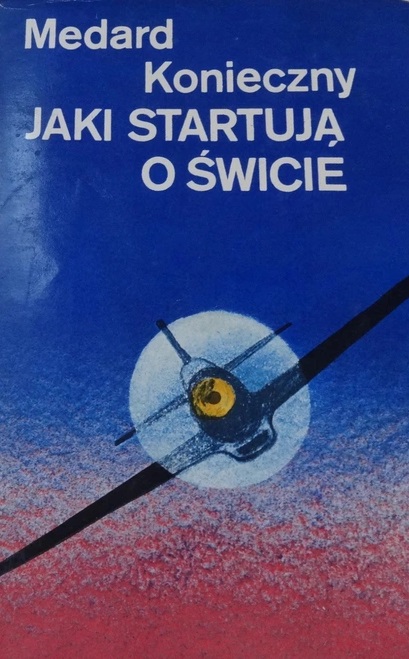 Medard
Konieczny
JAKI STARTUJĄ
O ŚWICIE